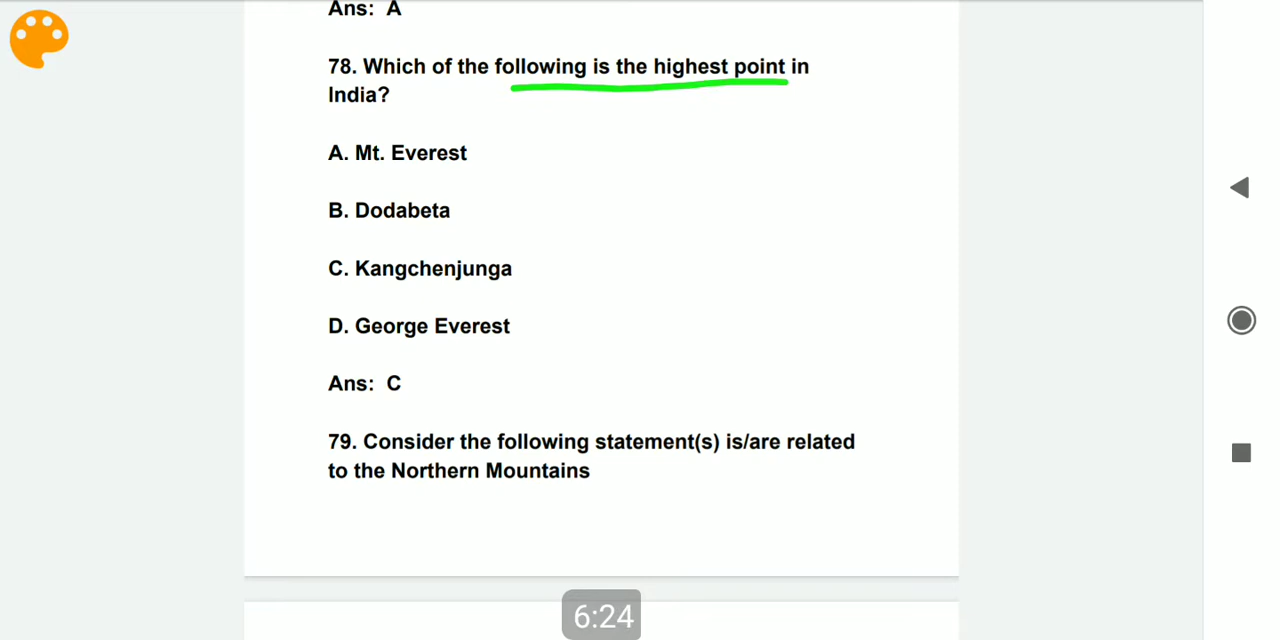 Ans: A
78. Which of the following is the highest point in
India?
A. Mt. Everest
B. Dodabeta
C. Kangchenjunga
D. George Everest
Ans: C
79. Consider the following statement(s) is/are related
to the Northern Mountains
6:24